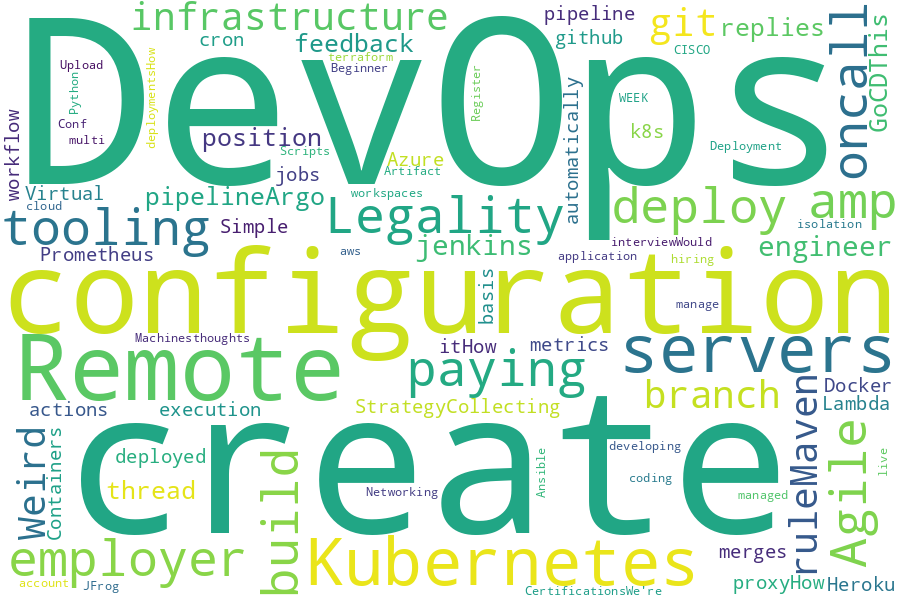 DevOps
infrastructure
pipeline
git
replies
oncall
GoCDThis
cron
feedback
github
CISCO
terraform
Beginner
Upload
Python
deploymentsHow
Register
WEEK
Conf
multi
workflow
position
Scripts
k8s
Deployment
automatically
Azure
Artifact
jobs
Virtual
cloud
pipelineArgo
workspaces
deploy
amp
tooling
Simple
Legality
isolation
Prometheus
aws
jenkins
interviewWould
application
hiring
engineer
configuration
basis
manage
Machinesthoughts
Remote
itHow
metrics
servers
paying
branch
ruleMaven
Docker
Lambda
actions
execution
StrategyCollecting
create
Weird
Containers
deployed
thread
build
Networking
Ansible
developing
coding
managed
Agile
live
employer
Kubernetes
merges
account
JFrog
CertificationsWe're
proxyHow
Heroku